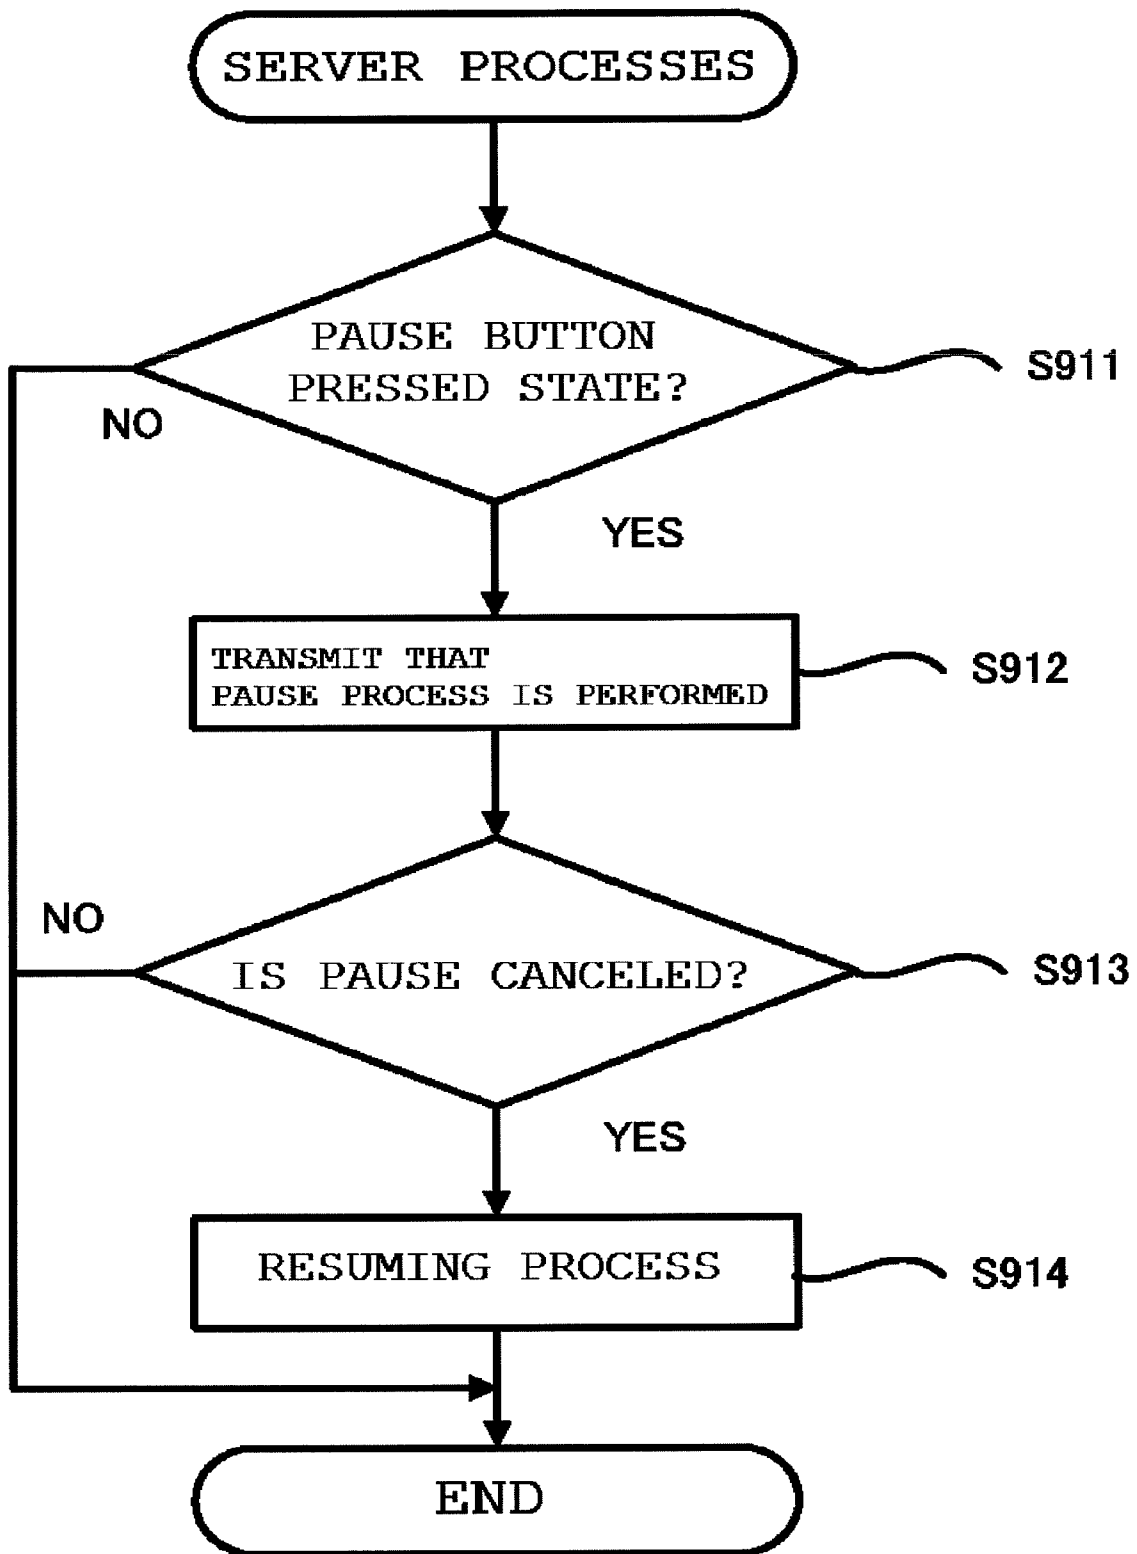 SERVER PROCESSES
PAUSE BUTTON
PRESSED STATE?
S911
NO
YES
TRANSMIT THAT
PAUSE PROCESS IS PERFORMED
S912
NO
IS PAUSE CANCELED?
S913
YES
RESUMING PROCESS
S914
END